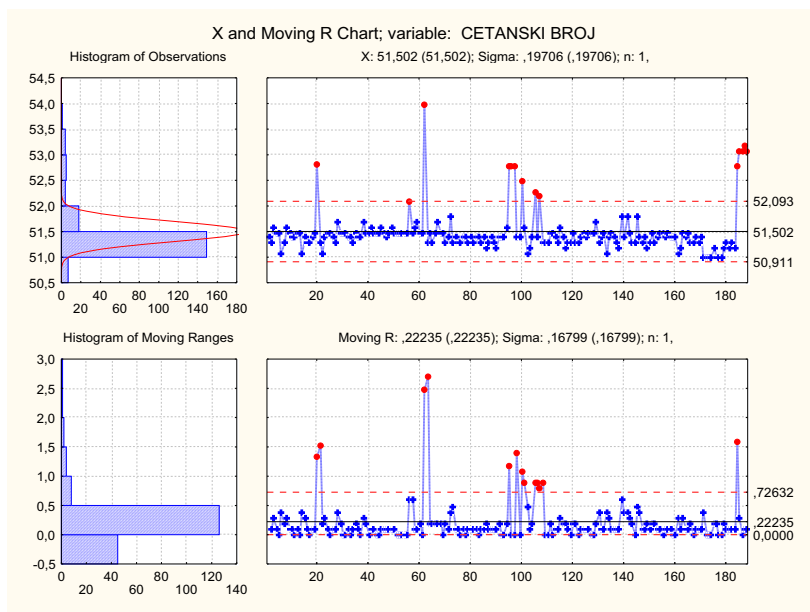 X and Moving R Chart; variable: CETANSKI BROJ
Histogram of Observations
X: 51,502 (51,502); Sigma: ,19706 (,19706); n: 1,
54,5
54,0
53,5
53,0
52,5
52,0
51,5
51,0
50,5
0 20 40 60 80 100 120 140 160 180
52,093
51,502
50,911
20 40 60 80 100 120 140 160 180
Histogram of Moving Ranges
Moving R: ,22235 (,22235); Sigma: ,16799 (,16799); n: 1,
3,0
2,5
2,0
1,5
1,0
0,5
0,0
-0,5
0 20 40 60 80 100 120 140
,72632
,22235
0,0000
20 40 60 80 100 120 140 160 180